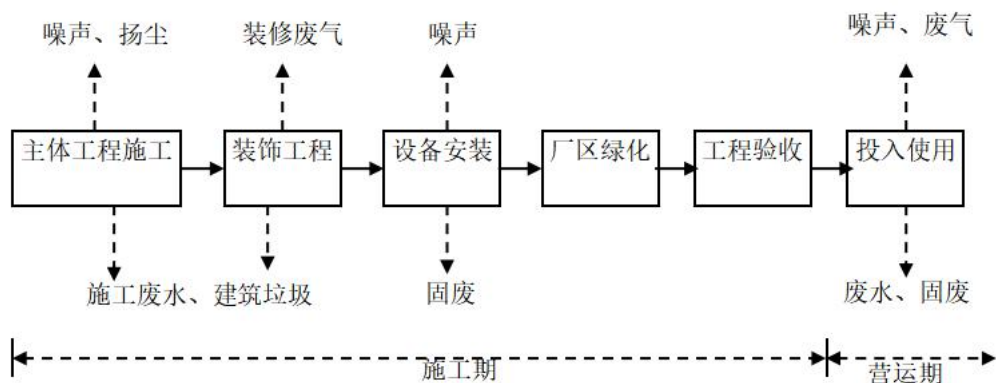 噪声、扬尘
装修废气
噪声
噪声、废气
主体工程施工
装饰工程
设备安装
厂区绿化
工程验收
投入使用
施工废水、建筑垃圾
固废
废水、固废
施工期
营运期